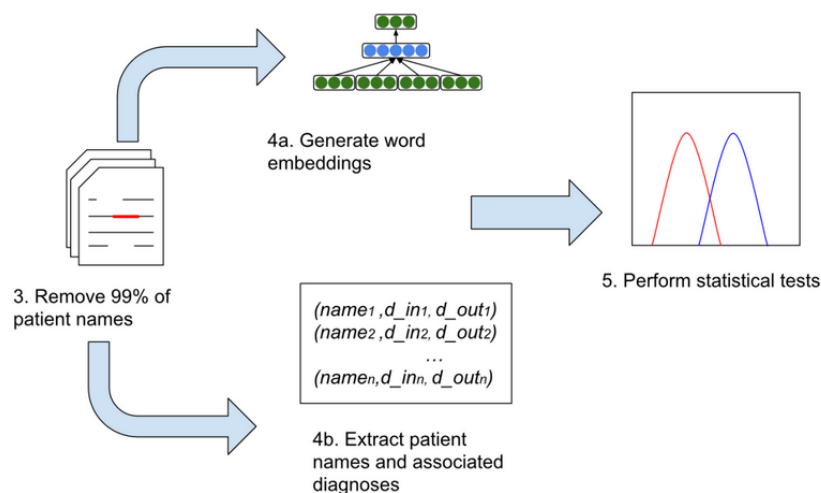 4a. Generate word
embeddings
3. Remove 99% of
patient names
(name₁ ,d_in₁, d_out₁)
(name₂ ,d_in₂, d_out₂)
...
(nameₙ,d_inₙ, d_outₙ)
4b. Extract patient
names and associated
diagnoses
5. Perform statistical tests